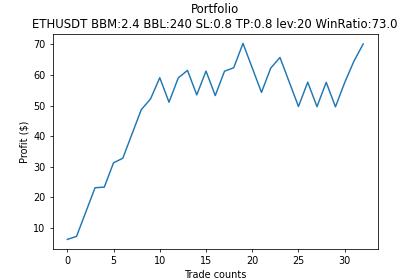 Portfolio
ETHUSDT BBM:2.4 BBL:240 SL:0.8 TP:0.8 lev:20 WinRatio:73.0
70
60
50
40
30
20
10
Profit ($)
0 5 10 15 20 25 30
Trade counts